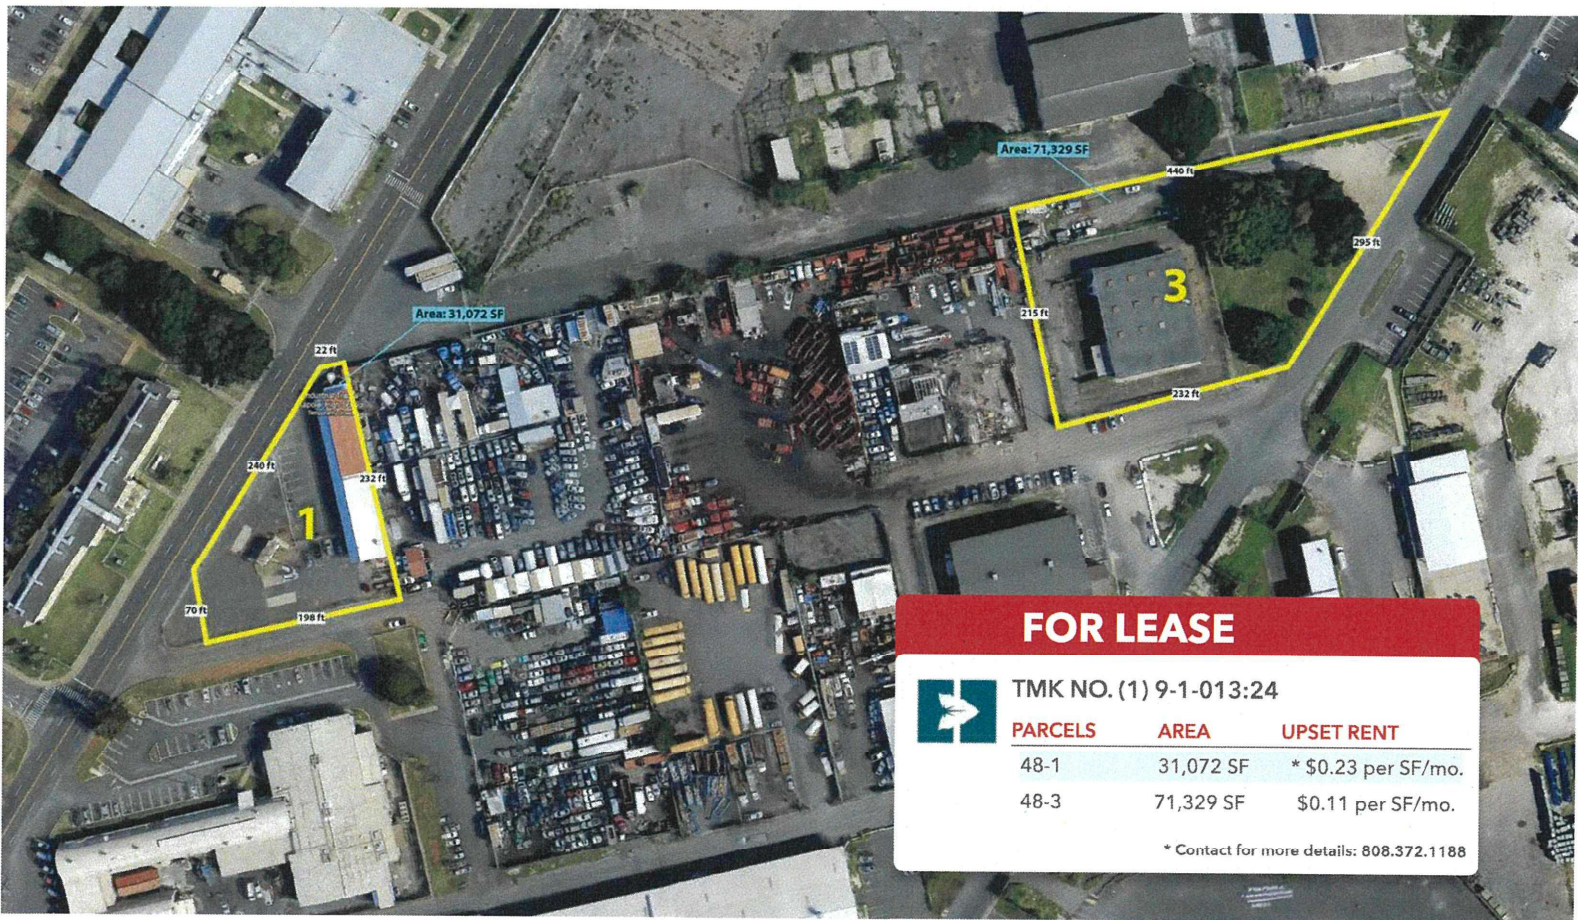 Area: 71,329 SF
440 ft
295 ft
3
215 ft
232 ft
Area: 31,072 SF
22 ft
240 ft
232 ft
1
70 ft
198 ft
FOR LEASE
TMK NO. (1) 9-1-013:24
PARCELS AREA UPSET RENT
48-1 31,072 SF * $0.23 per SF/mo.
48-3 71,329 SF $0.11 per SF/mo.
* Contact for more details: 808.372.1188